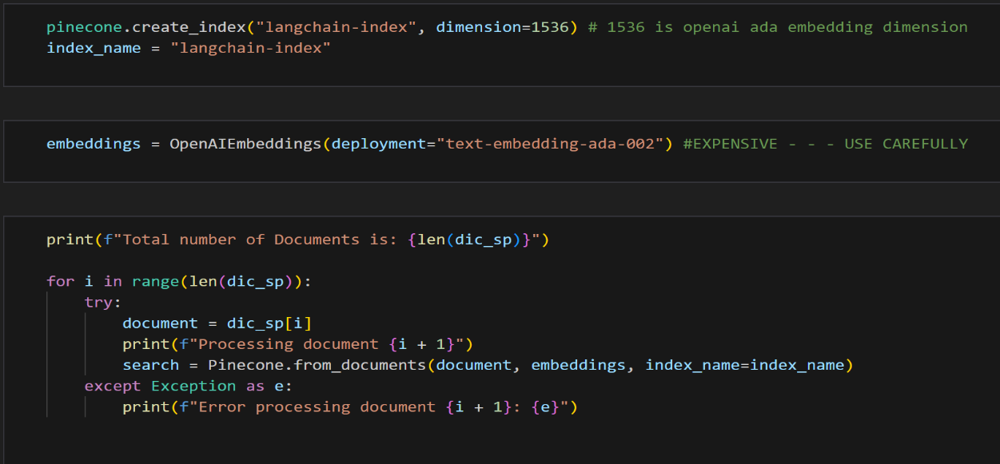 pinecone.create_index("langchain-index", dimension=1536) # 1536 is openai ada embedding dimension
index_name = "langchain-index"
embeddings = OpenAIEmbeddings(deployment="text-embedding-ada-002") #EXPENSIVE - - - USE CAREFULLY
print(f"Total number of Documents is: {len(dic_sp)}")
for i in range(len(dic_sp)):
    try:
        document = dic_sp[i]
        print(f"Processing document {i + 1}")
        search = Pinecone.from_documents(document, embeddings, index_name=index_name)
    except Exception as e:
        print(f"Error processing document {i + 1}: {e}")